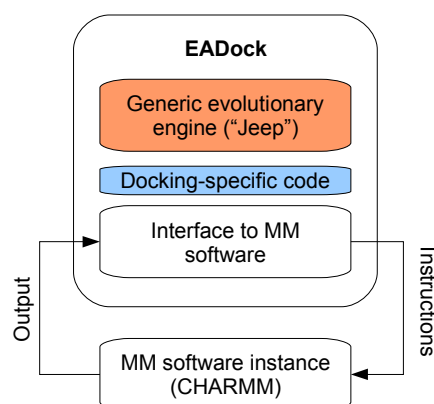 EADock
Generic evolutionary
engine ("Jeep")
Docking-specific code
Interface to MM
software
Output
Instructions
MM software instance
(CHARMM)